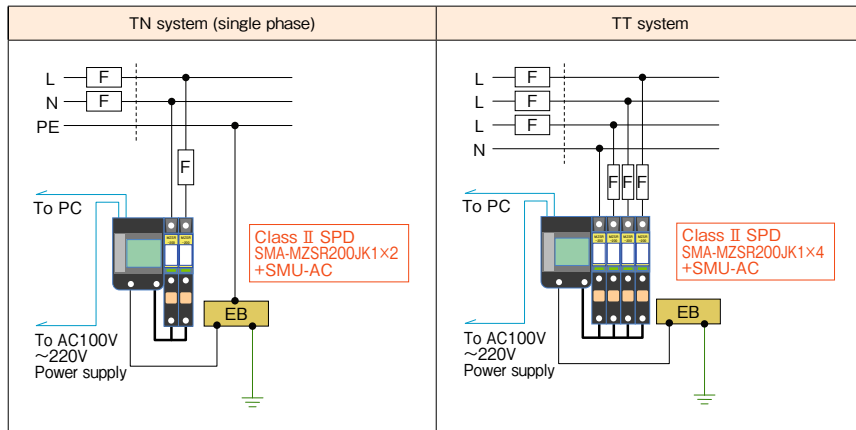 TN system (single phase)
TT system
L
F
N
F
PE
F
To PC
Class Ⅱ SPD
SMA-MZSR200JK1×2
+SMU-AC
EB
To AC100V
～220V
Power supply
L
F
L
F
L
F
N
F
F
F
To PC
Class Ⅱ SPD
SMA-MZSR200JK1×4
+SMU-AC
EB
To AC100V
～220V
Power supply